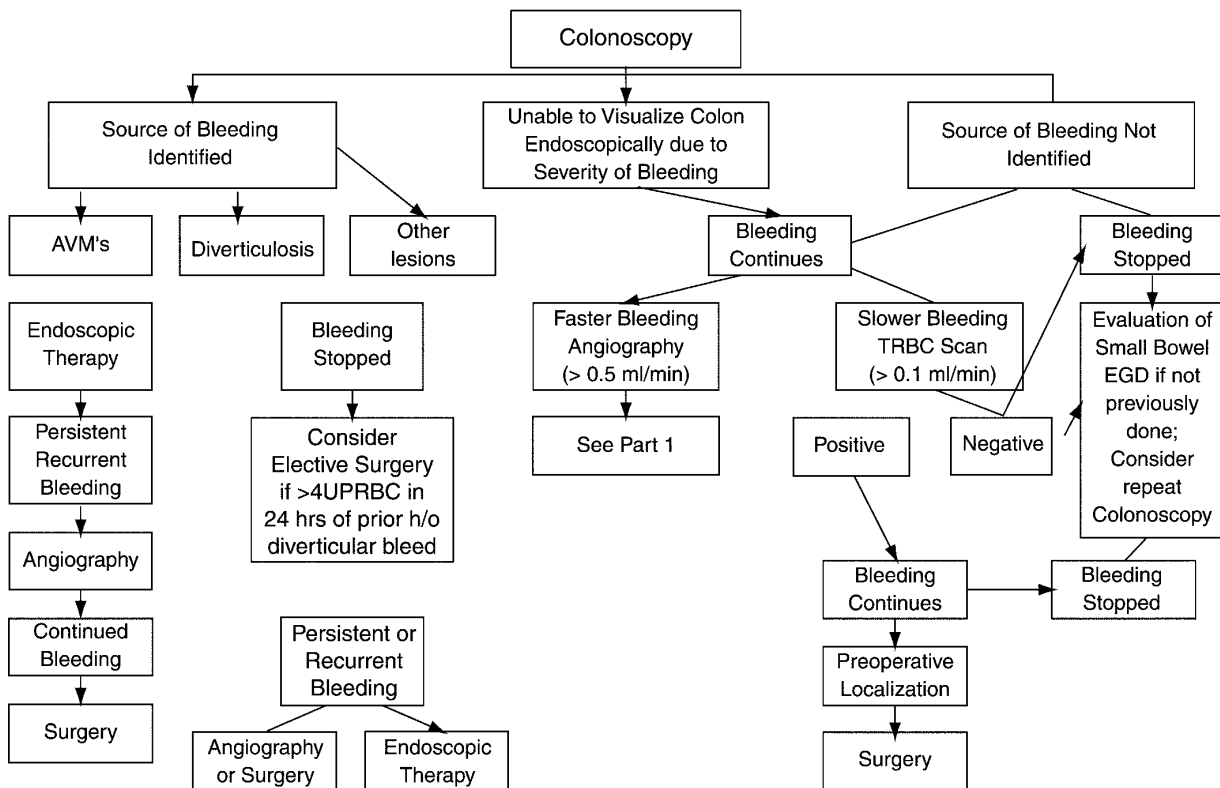 Colonoscopy
Source of Bleeding
Identified
Unable to Visualize Colon
Endoscopically due to
Severity of Bleeding
Source of Bleeding Not
Identified
AVM's
Diverticulosis
Other
lesions
Bleeding
Continues
Bleeding
Stopped
Endoscopic
Therapy
Bleeding
Stopped
Faster Bleeding
Angiography
(> 0.5 ml/min)
Slower Bleeding
TRBC Scan
(> 0.1 ml/min)
Evaluation of
Small Bowel
EGD if not
previously
done;
Consider
repeat
Colonoscopy
Persistent
Recurrent
Bleeding
Consider
Elective Surgery
if >4UPRBC in
24 hrs of prior h/o
diverticular bleed
See Part 1
Positive
Negative
Angiography
Bleeding
Continues
Bleeding
Stopped
Continued
Bleeding
Persistent or
Recurrent
Bleeding
Preoperative
Localization
Surgery
Angiography
or Surgery
Endoscopic
Therapy
Surgery